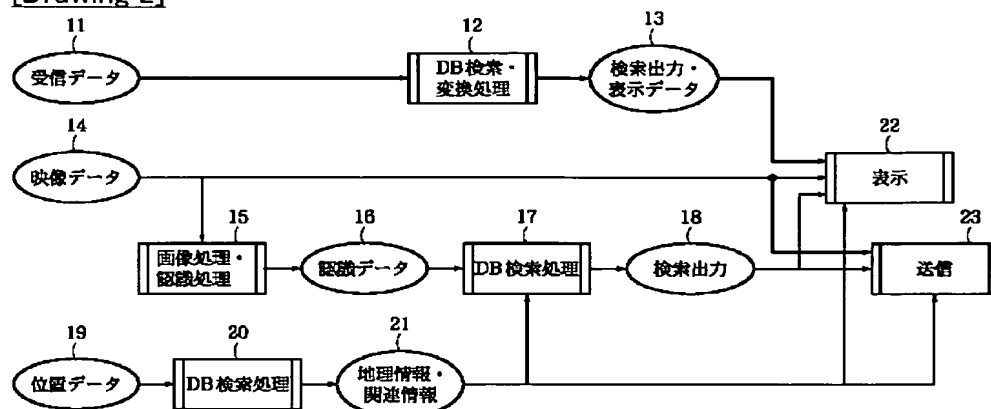 [Drawing 2]
11
受信データ
12
DB検索・
変換処理
13
検索出力・
表示データ
14
映像データ
22
表示
15
画像処理・
認識処理
16
認識データ
17
DB検索処理
18
検索出力
23
送信
19
位置データ
20
DB検索処理
21
地理情報・
関連情報